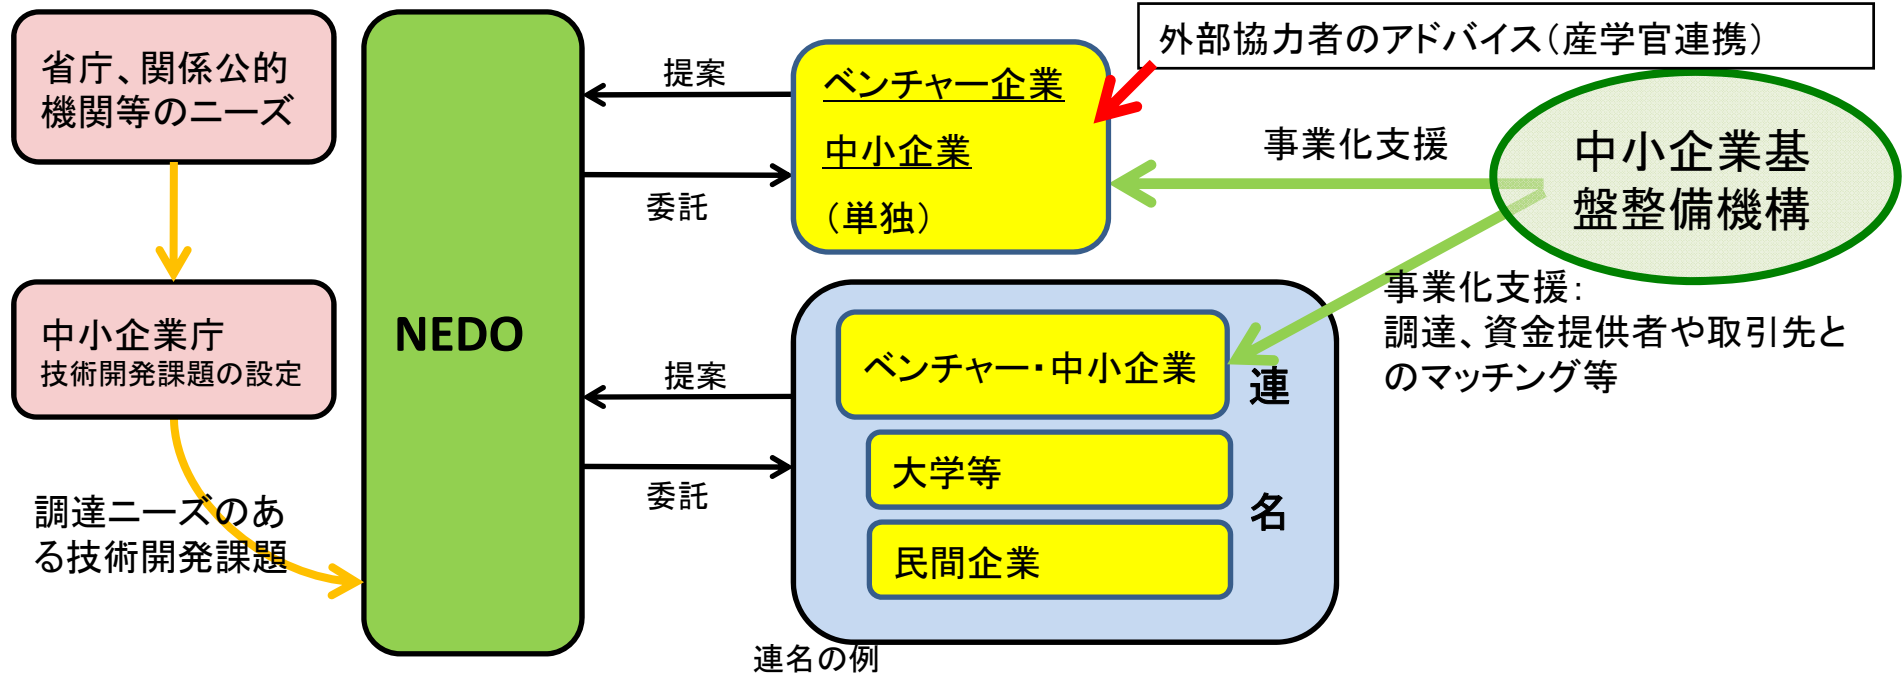 省庁、関係公的
機関等のニーズ
中小企業庁
技術開発課題の設定
調達ニーズのあ
る技術開発課題
NEDO
提案
委託
提案
委託
ベンチャー企業
中小企業
（単独）
外部協力者のアドバイス（産学官連携）
事業化支援
中小企業基
盤整備機構
事業化支援：
調達、資金提供者や取引先と
のマッチング等
ベンチャー・中小企業
大学等
民間企業
連
名
連名の例